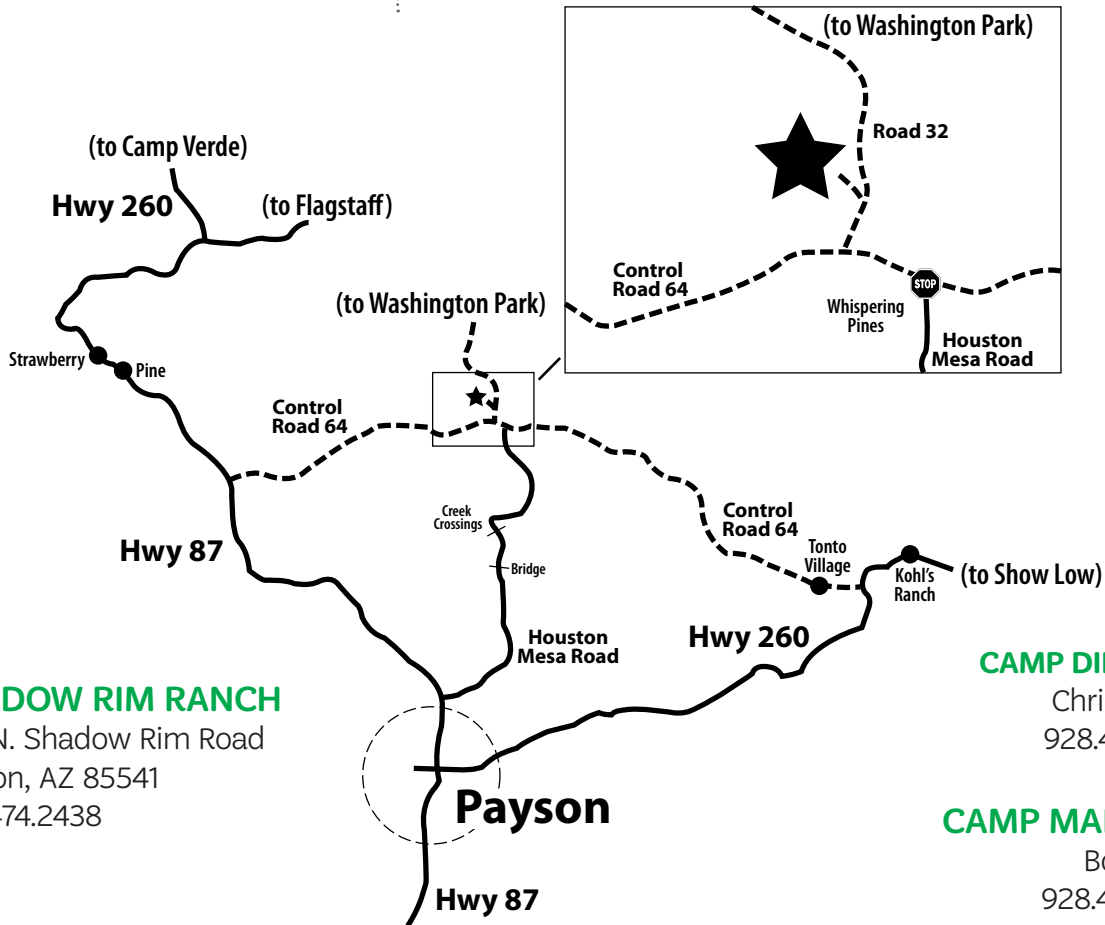 (to Washington Park)
Road 32
Control
Road 64
STOP
Whispering
Pines
Houston
Mesa Road
(to Camp Verde)
Hwy 260
(to Flagstaff)
(to Washington Park)
Strawberry
Pine
Control
Road 64
Creek
Crossings
Bridge
Hwy 87
Control
Road 64
Tonto
Village
Kohl's
Ranch
(to Show Low)
Houston
Mesa Road
Hwy 260
DOW RIM RANCH
N. Shadow Rim Road
on, AZ 85541
74.2438
Payson
Hwy 87
CAMP DI
Chri
928.4
CAMP MA
Bo
928.4